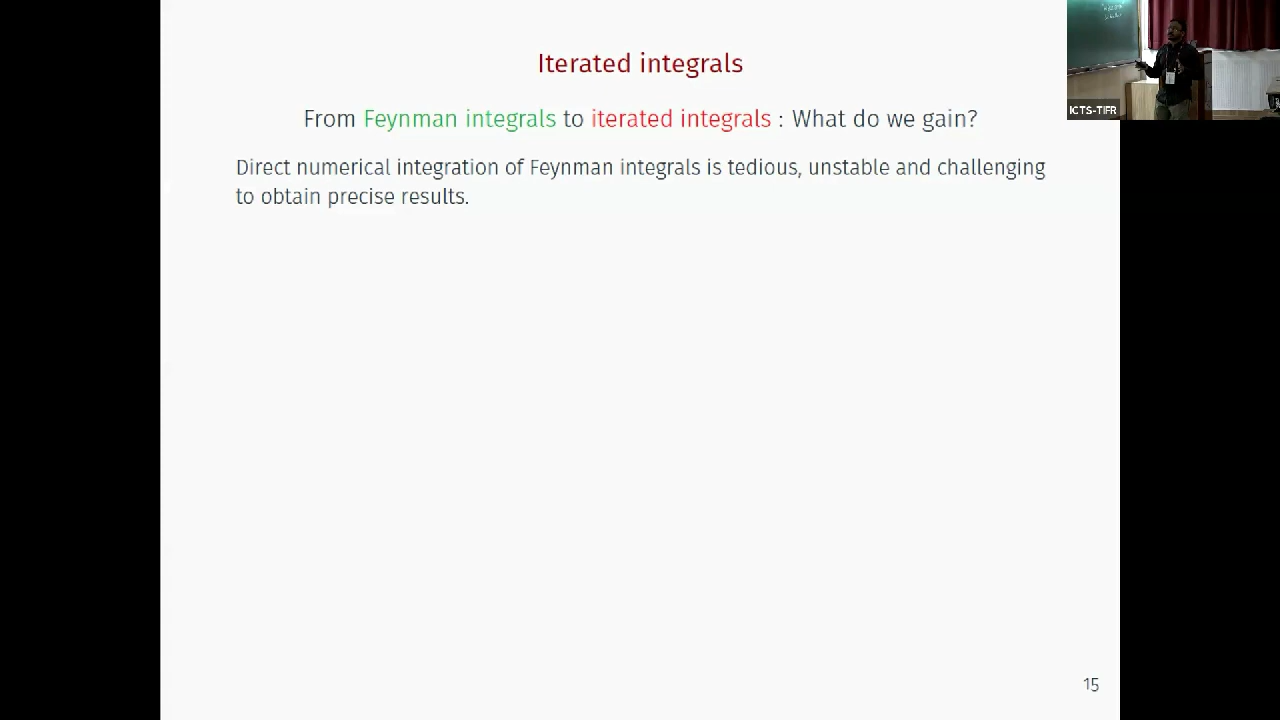 Iterated integrals
From Feynman integrals to iterated integrals : What do we gain?
Direct numerical integration of Feynman integrals is tedious, unstable and challenging
to obtain precise results.
ICTS-TIFR
15